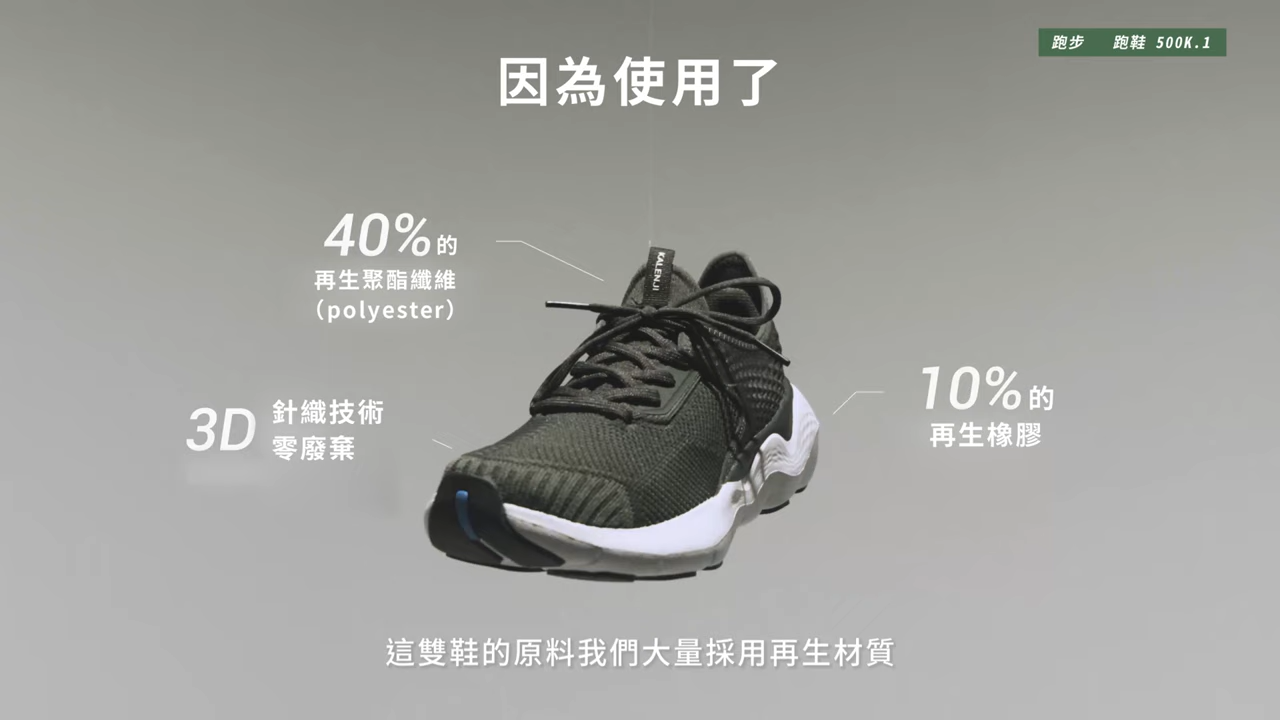 跑步 跑鞋 500K.1
因為使用了
40%的
再生聚酯纖維
(polyester)
KALENJI
3D 針織技術
零廢棄
10%的
再生橡膠
這雙鞋的原料我們大量採用再生材質